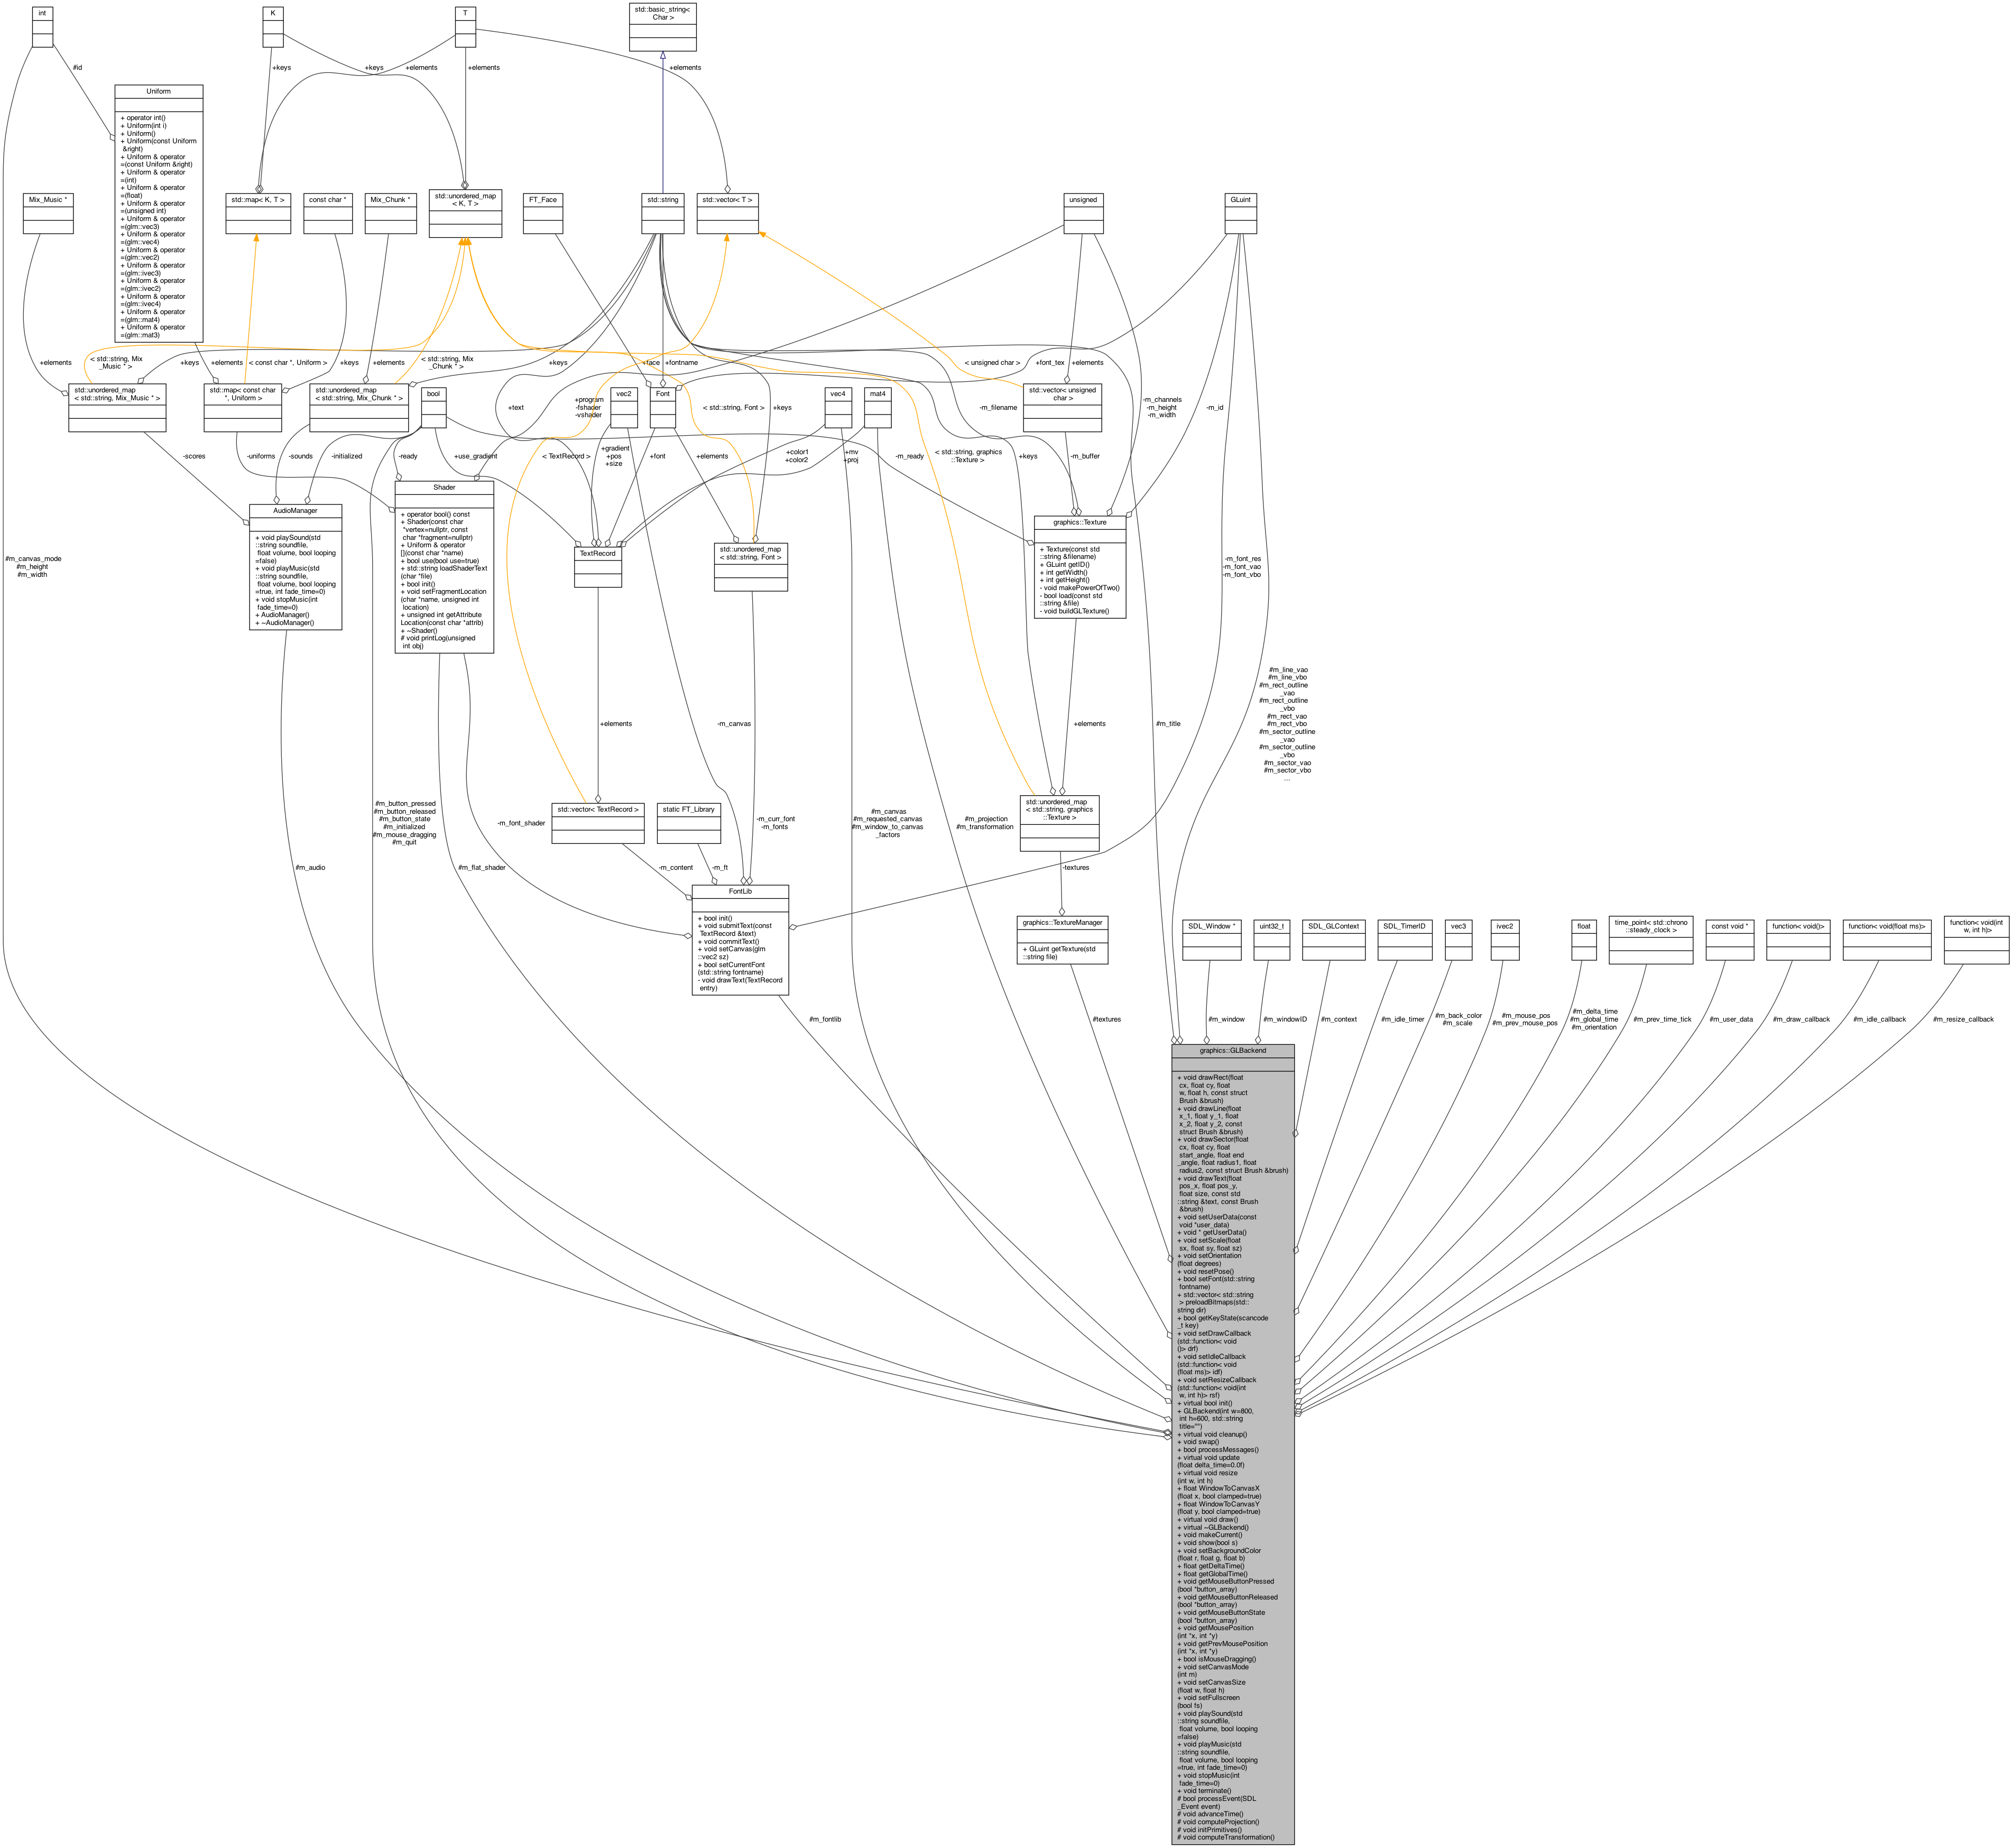 int
K
T
std::basic_string<
Char >
#id
+keys
+keys
+elements
+elements
+elements
Uniform
+ operator int()
+ Uniform(int i)
+ Uniform()
+ Uniform(const Uniform
&right)
+ Uniform & operator
=(const Uniform &right)
+ Uniform & operator
=(int)
+ Uniform & operator
=(float)
+ Uniform & operator
=(unsigned int)
+ Uniform & operator
=(glm::vec3)
+ Uniform & operator
=(glm::vec4)
+ Uniform & operator
=(glm::vec2)
+ Uniform & operator
=(glm::ivec3)
+ Uniform & operator
=(glm::ivec2)
+ Uniform & operator
=(glm::ivec4)
+ Uniform & operator
=(glm::mat4)
+ Uniform & operator
=(glm::mat3)
Mix_Music *
std::map< K, T >
const char *
Mix_Chunk *
std::unordered_map
< K, T >
FT_Face
std::string
std::vector< T >
unsigned
GLuint
+elements
< std::string, Mix
_Music * >
+keys
+elements
< const char *, Uniform >
+keys
+elements
< std::string, Mix
_Chunk * >
+keys
+face
+fontname
< unsigned char >
+elements
+font_tex
std::unordered_map
< std::string, Mix_Music * >
std::map< const char
*, Uniform >
std::unordered_map
< std::string, Mix_Chunk * >
bool
vec2
Font
vec4
mat4
std::vector< unsigned
char >
+text
+program
-fshader
-vshader
< std::string, Font >
+keys
-m_filename
-m_channels
-m_height
-m_width
-m_id
-scores
-uniforms
-sounds
-initialized
-ready
+use_gradient
< TextRecord >
+gradient
+pos
+size
+font
+elements
+color1
+color2
+mv
+proj
-m_ready
< std::string, graphics
::Texture >
+keys
-m_buffer
AudioManager
+ void playSound(std
::string soundfile,
float volume, bool looping
=false)
+ void playMusic(std
::string soundfile,
float volume, bool looping
=true, int fade_time=0)
+ void stopMusic(int
fade_time=0)
+ AudioManager()
+ ~AudioManager()
Shader
+ operator bool() const
+ Shader(const char
*vertex=nullptr, const
char *fragment=nullptr)
+ Uniform & operator
[](const char *name)
+ bool use(bool use=true)
+ std::string loadShaderText
(char *file)
+ bool init()
+ void setFragmentLocation
(char *name, unsigned int
location)
+ unsigned int getAttribute
Location(const char *attrib)
+ ~Shader()
# void printLog(unsigned
int obj)
TextRecord
std::unordered_map
< std::string, Font >
graphics::Texture
+ Texture(const std
::string &filename)
+ GLuint getID()
+ int getWidth()
+ int getHeight()
- void makePowerOfTwo()
- bool load(const std
::string &file)
- void buildGLTexture()
#m_canvas_mode
#m_height
#m_width
-m_font_res
-m_font_vao
-m_font_vbo
+elements
-m_canvas
+elements
#m_title
#m_line_vao
#m_line_vbo
#m_rect_outline
_vao
#m_rect_outline
_vbo
#m_rect_vao
#m_rect_vbo
#m_sector_outline
_vao
#m_sector_outline
_vbo
#m_sector_vao
#m_sector_vbo
...
#m_button_pressed
#m_button_released
#m_button_state
#m_initialized
#m_mouse_dragging
#m_quit
-m_font_shader
std::vector< TextRecord >
static FT_Library
-m_curr_font
-m_fonts
#m_canvas
#m_requested_canvas
#m_window_to_canvas
_factors
#m_projection
#m_transformation
std::unordered_map
< std::string, graphics
::Texture >
#m_audio
#m_flat_shader
-m_content
-m_ft
-textures
FontLib
+ bool init()
+ void submitText(const
TextRecord &text)
+ void commitText()
+ void setCanvas(glm
::vec2 sz)
+ bool setCurrentFont
(std::string fontname)
- void drawText(TextRecord
entry)
graphics::TextureManager
+ GLuint getTexture(std
::string file)
SDL_Window *
uint32_t
SDL_GLContext
SDL_TimerID
vec3
ivec2
float
time_point< std::chrono
::steady_clock >
const void *
function< void()>
function< void(float ms)>
function< void(int
w, int h)>
#m_fontlib
#textures
#m_window
#m_windowID
#m_context
#m_idle_timer
#m_back_color
#m_scale
#m_mouse_pos
#m_prev_mouse_pos
#m_delta_time
#m_global_time
#m_orientation
#m_prev_time_tick
#m_user_data
#m_draw_callback
#m_idle_callback
#m_resize_callback
graphics::GLBackend
+ void drawRect(float
cx, float cy, float
w, float h, const struct
Brush &brush)
+ void drawLine(float
x_1, float y_1, float
x_2, float y_2, const
struct Brush &brush)
+ void drawSector(float
cx, float cy, float
start_angle, float end
_angle, float radius1, float
radius2, const struct Brush &brush)
+ void drawText(float
pos_x, float pos_y,
float size, const std
::string &text, const Brush
&brush)
+ void setUserData(const
void *user_data)
+ void * getUserData()
+ void setScale(float
sx, float sy, float sz)
+ void setOrientation
(float degrees)
+ void resetPose()
+ bool setFont(std::string
fontname)
+ std::vector< std::string
> preloadBitmaps(std::
string dir)
+ bool getKeyState(scancode
_t key)
+ void setDrawCallback
(std::function< void
()> drf)
+ void setIdleCallback
(std::function< void
(float ms)> idf)
+ void setResizeCallback
(std::function< void(int
w, int h)> rsf)
+ virtual bool init()
+ GLBackend(int w=800,
int h=600, std::string
title="")
+ virtual void cleanup()
+ void swap()
+ bool processMessages()
+ virtual void update
(float delta_time=0.0f)
+ virtual void resize
(int w, int h)
+ float WindowToCanvasX
(float x, bool clamped=true)
+ float WindowToCanvasY
(float y, bool clamped=true)
+ virtual void draw()
+ virtual ~GLBackend()
+ void makeCurrent()
+ void show(bool s)
+ void setBackgroundColor
(float r, float g, float b)
+ float getDeltaTime()
+ float getGlobalTime()
+ void getMouseButtonPressed
(bool *button_array)
+ void getMouseButtonReleased
(bool *button_array)
+ void getMouseButtonState
(bool *button_array)
+ void getMousePosition
(int *x, int *y)
+ void getPrevMousePosition
(int *x, int *y)
+ bool isMouseDragging()
+ void setCanvasMode
(int m)
+ void setCanvasSize
(float w, float h)
+ void setFullscreen
(bool fs)
+ void playSound(std
::string soundfile,
float volume, bool looping
=false)
+ void playMusic(std
::string soundfile,
float volume, bool looping
=true, int fade_time=0)
+ void stopMusic(int
fade_time=0)
+ void terminate()
# bool processEvent(SDL
_Event event)
# void advanceTime()
# void computeProjection()
# void initPrimitives()
# void computeTransformation()